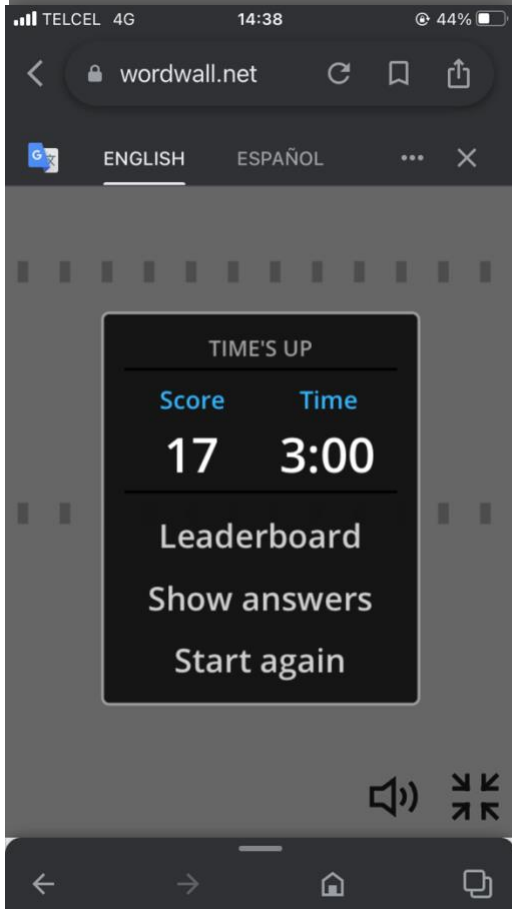 TELCEL 4G 14:38 44%
wordwall.net
ENGLISH ESPAÑOL
TIME'S UP
Score Time
17 3:00
Leaderboard
Show answers
Start again